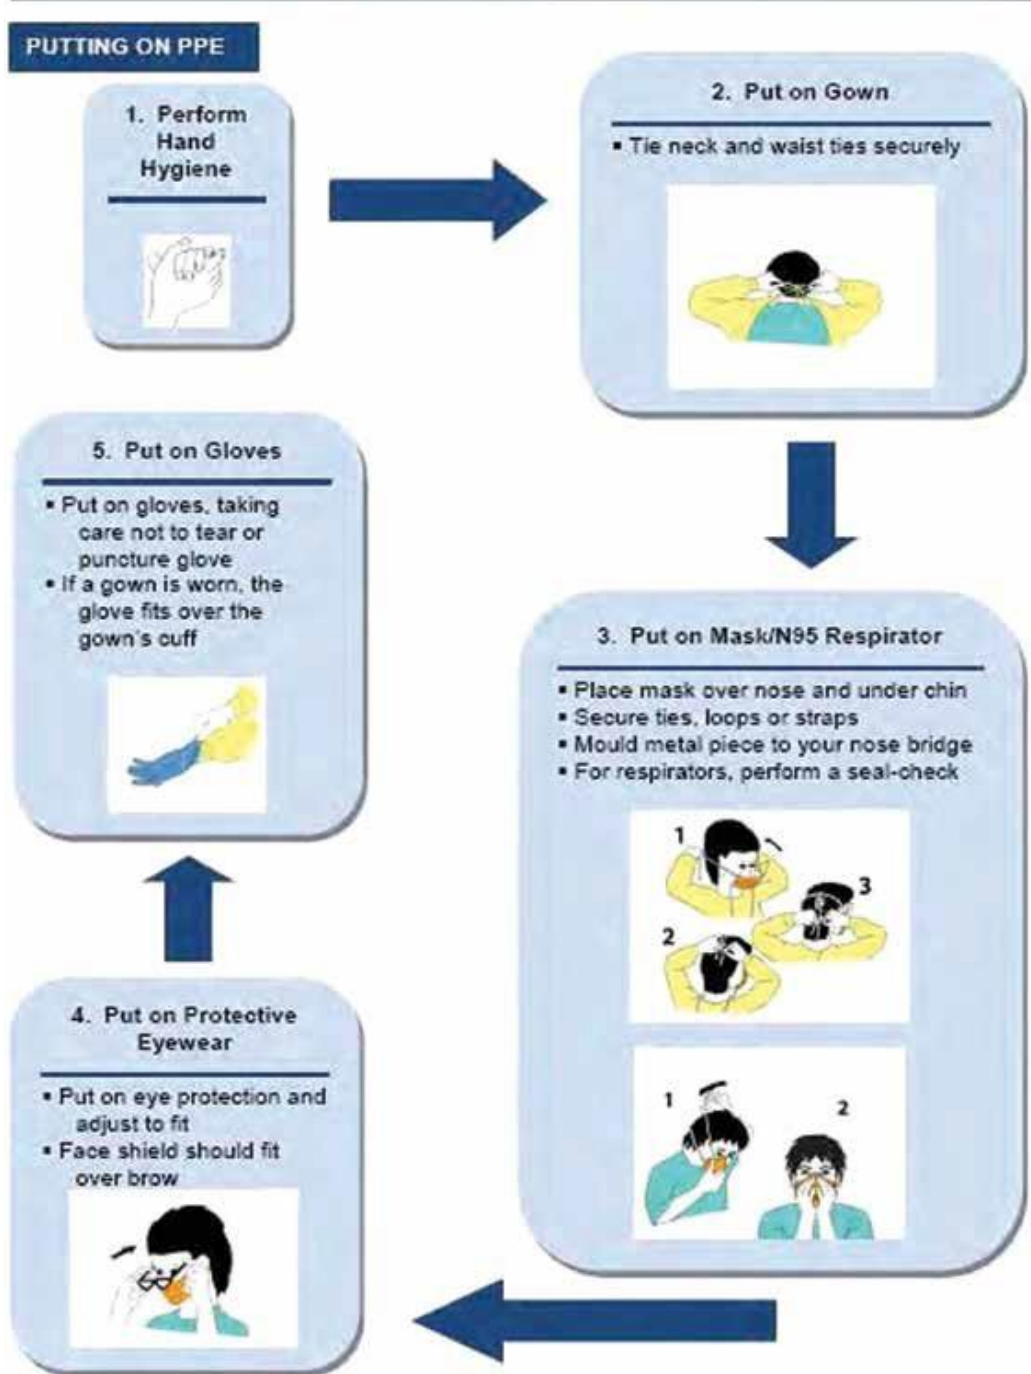 PUTTING ON PPE
1. Perform
Hand
Hygiene
2. Put on Gown
▪ Tie neck and waist ties securely
3. Put on Mask/N95 Respirator
▪ Place mask over nose and under chin
▪ Secure ties, loops or straps
▪ Mould metal piece to your nose bridge
▪ For respirators, perform a seal-check
1
2
3
1
2
4. Put on Protective
Eyewear
▪ Put on eye protection and
adjust to fit
▪ Face shield should fit
over brow
5. Put on Gloves
▪ Put on gloves, taking
care not to tear or
puncture glove
▪ If a gown is worn, the
glove fits over the
gown's cuff